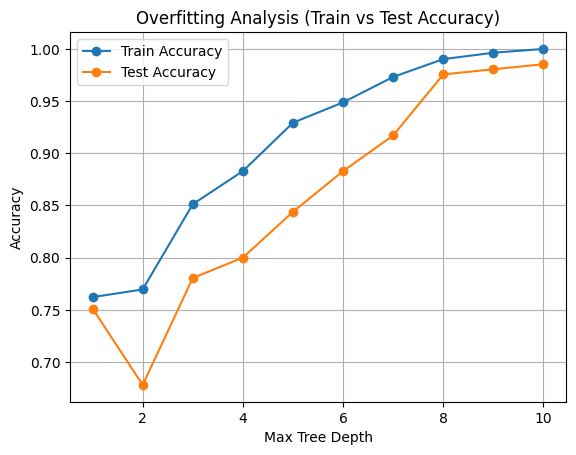 Overfitting Analysis (Train vs Test Accuracy)
Train Accuracy
Test Accuracy
Accuracy
1.00
0.95
0.90
0.85
0.80
0.75
0.70
2 4 6 8 10
Max Tree Depth